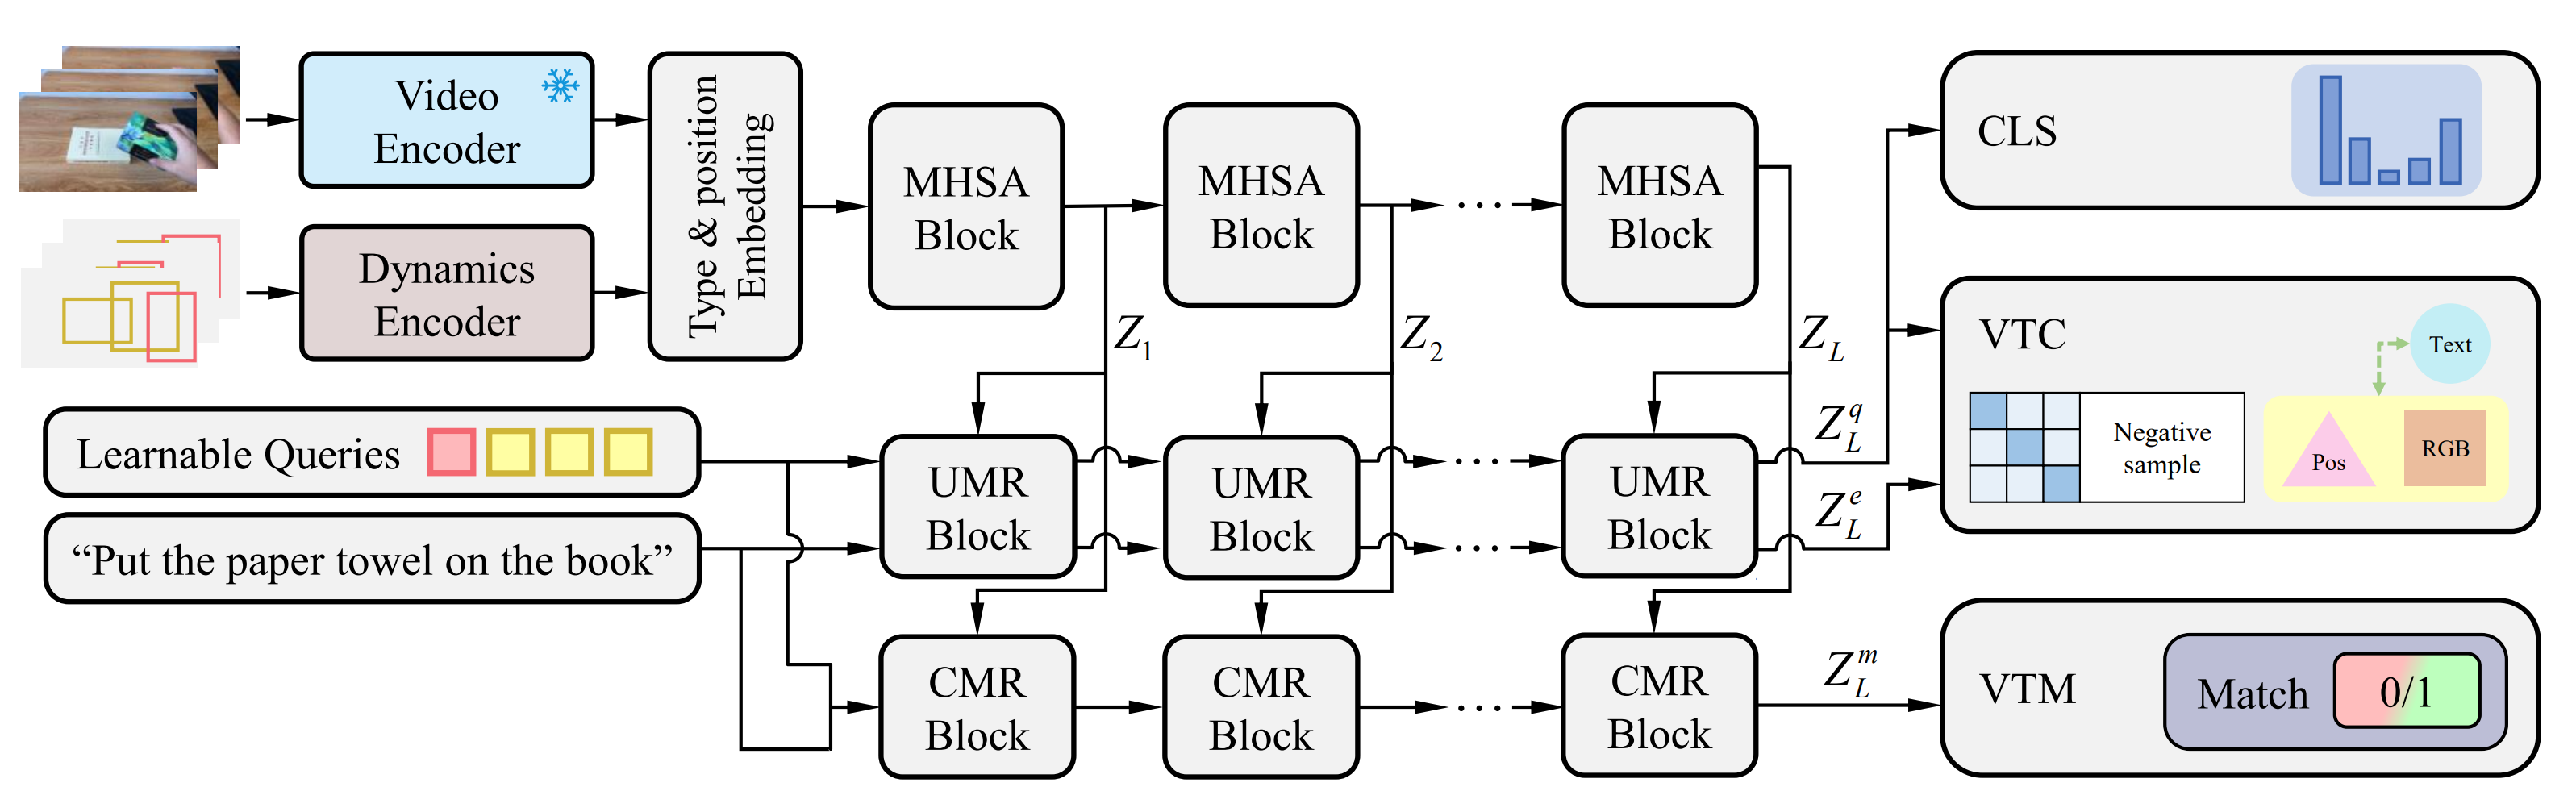 Video
Encoder
Dynamics
Encoder
Type & position
Embedding
MHSA
Block
MHSA
Block
...
MHSA
Block
Z_1
Z_2
Z_L
Learnable Queries
“Put the paper towel on the book”
UMR
Block
UMR
Block
...
...
UMR
Block
Z_L^q
Z_L^e
CMR
Block
CMR
Block
...
CMR
Block
Z_L^m
CLS
VTC
Text
Negative
sample
Pos
RGB
VTM
Match
0/1